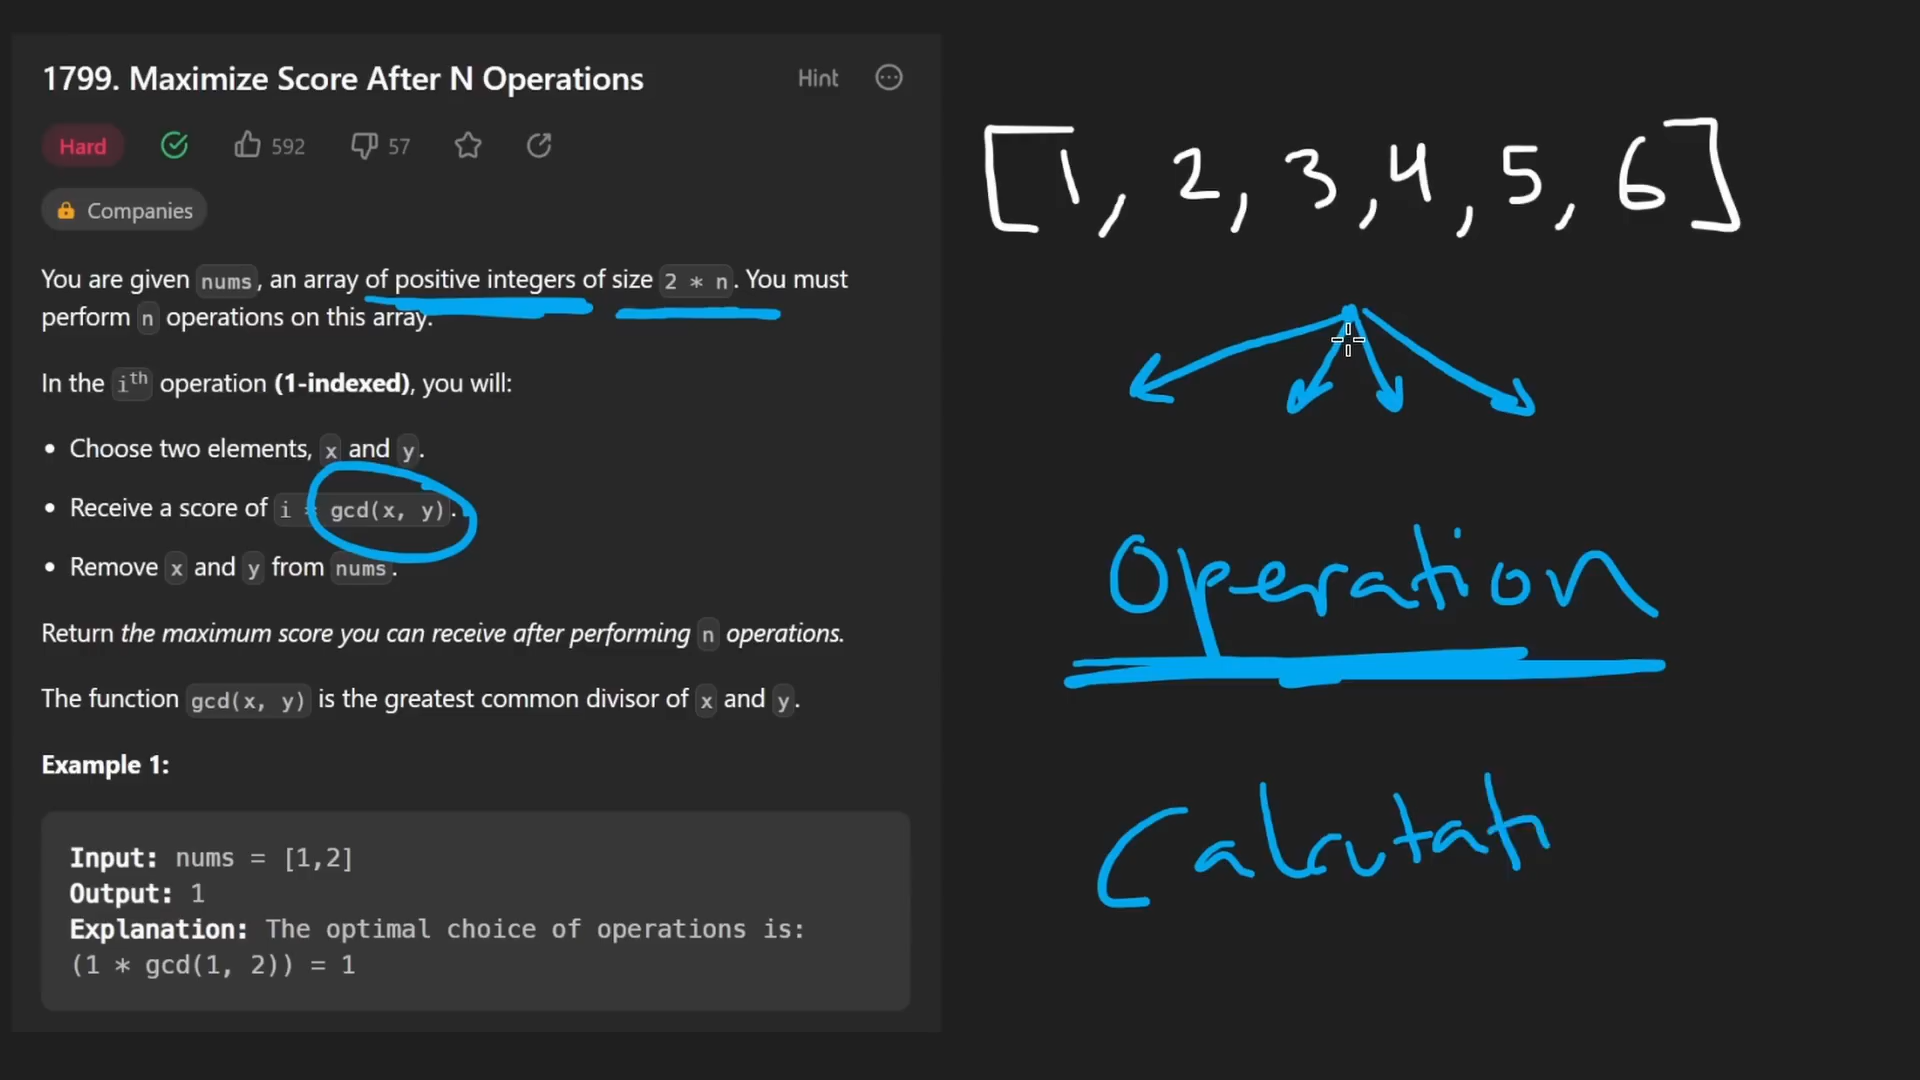 1799. Maximize Score After N Operations
Hint
Hard
592
57
Companies
You are given nums, an array of positive integers of size 2 * n. You must
perform n operations on this array.
In the ith operation (1-indexed), you will:
• Choose two elements, x and y.
• Receive a score of i * gcd(x, y).
• Remove x and y from nums.
Return the maximum score you can receive after performing n operations.
The function gcd(x, y) is the greatest common divisor of x and y.
Example 1:
Input: nums = [1,2]
Output: 1
Explanation: The optimal choice of operations is:
(1 * gcd(1, 2)) = 1
[1, 2, 3, 4, 5, 6]
Operation
Calculati